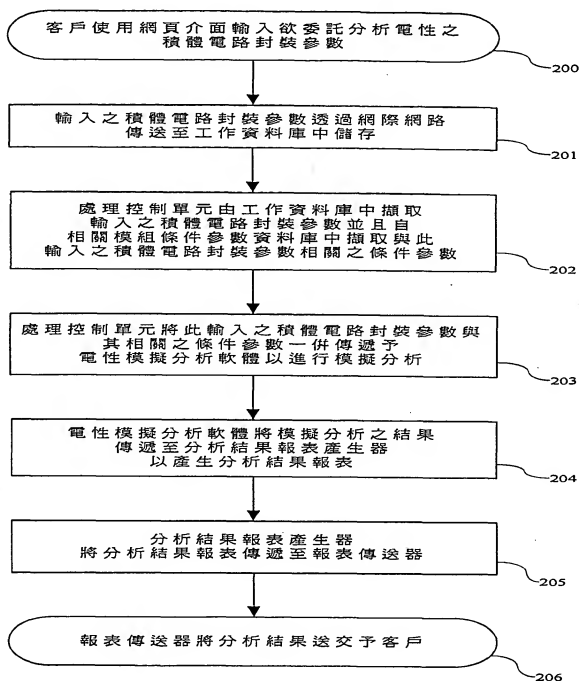 客戶使用網頁介面輸入欲委託分析電性之
積體電路封裝參數
200
輸入之積體電路封裝參數透過網際網路
傳送至工作資料庫中儲存
201
處理控制單元由工作資料庫中擷取
輸入之積體電路封裝參數並且自
相關模組條件參數資料庫中擷取與此
輸入之積體電路封裝參數相關之條件參數
202
處理控制單元將此輸入之積體電路封裝參數與
其相關之條件參數一併傳遞予
電性模擬分析軟體以進行模擬分析
203
電性模擬分析軟體將模擬分析之結果
傳遞至分析結果報表產生器
以產生分析結果報表
204
分析結果報表產生器
將分析結果報表傳遞至報表傳送器
205
報表傳送器將分析結果送交予客戶
206